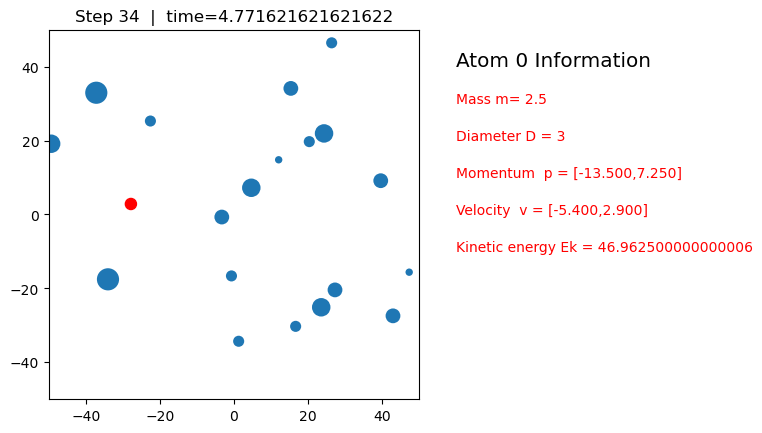 Step 34  |  time=4.771621621621622
Atom 0 Information
Mass m= 2.5
Diameter D = 3
Momentum  p = [-13.500,7.250]
Velocity  v = [-5.400,2.900]
Kinetic energy Ek = 46.962500000000006
40
20
0
−20
−40
−40 −20 0 20 40